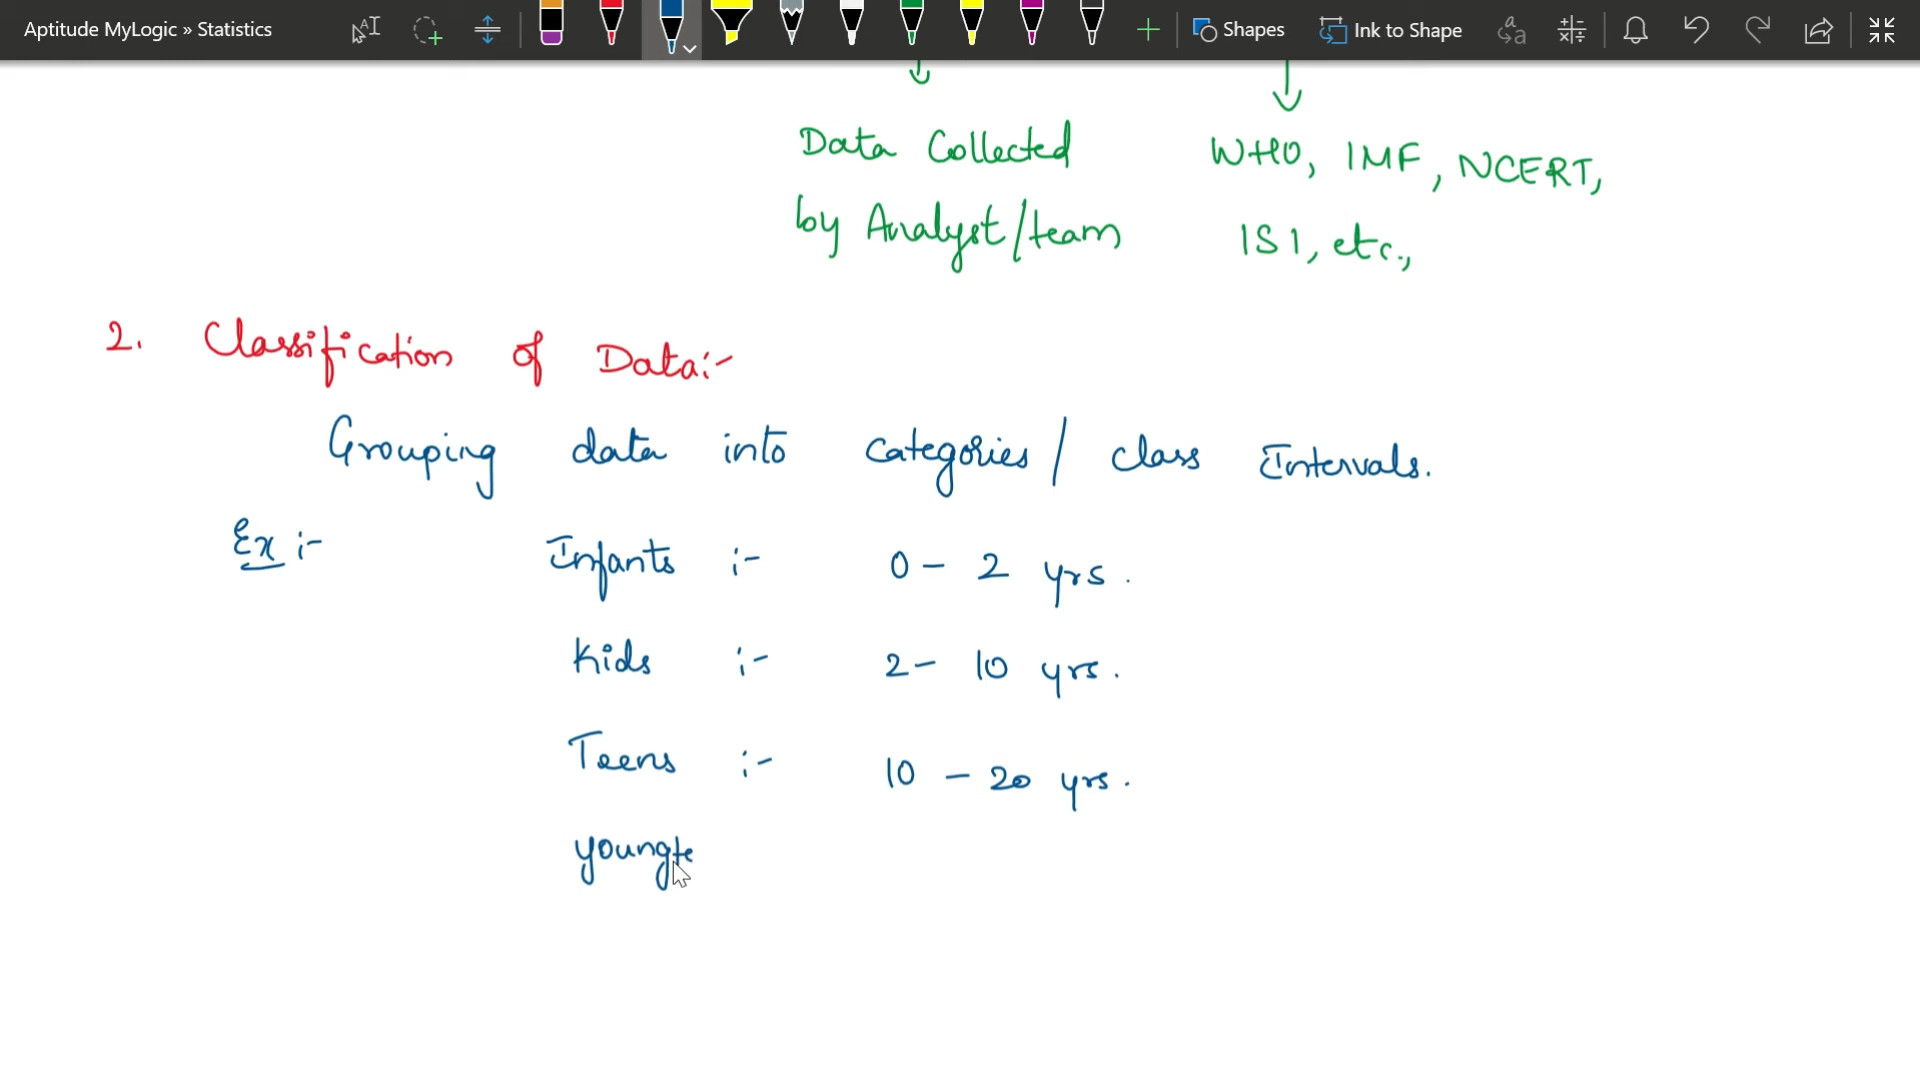 Aptitude MyLogic » Statistics
Shapes
Ink to Shape
Data Collected
by Analyst/team
WHO, IMF, NCERT,
ISI, etc.,
2. Classification of Data:-
Grouping data into categories/ class Intervals.
Ex :- Infants :- 0 - 2 yrs.
Kids :- 2 - 10 yrs.
Teens :- 10 - 20 yrs.
youngte